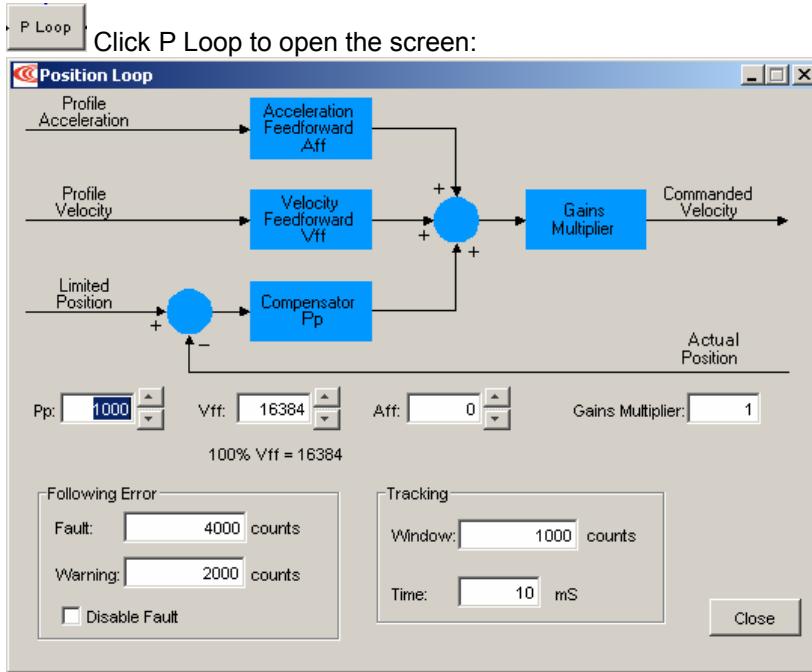 P Loop
Click P Loop to open the screen:
Position Loop
Profile
Acceleration
Acceleration
Feedforward
Aff
Profile
Velocity
Velocity
Feedforward
Vff
+
+
+
Gains
Multiplier
Commanded
Velocity
Limited
Position
+
−
Compensator
Pp
Actual
Position
Pp: 1000 Vff: 16384 Aff: 0 Gains Multiplier: 1
100% Vff = 16384
Following Error
Fault: 4000 counts
Warning: 2000 counts
Disable Fault
Tracking
Window: 1000 counts
Time: 10 mS
Close